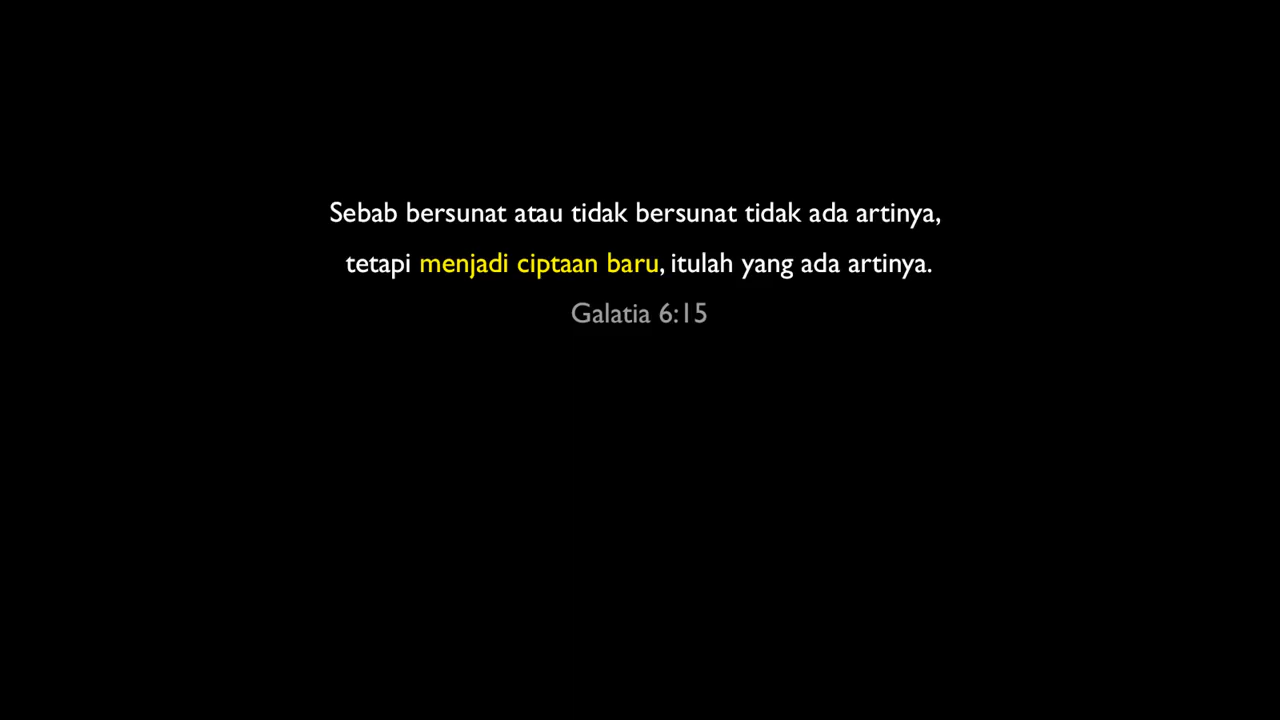 Sebab bersunat atau tidak bersunat tidak ada artinya,
tetapi menjadi ciptaan baru, itulah yang ada artinya.
Galatia 6:15